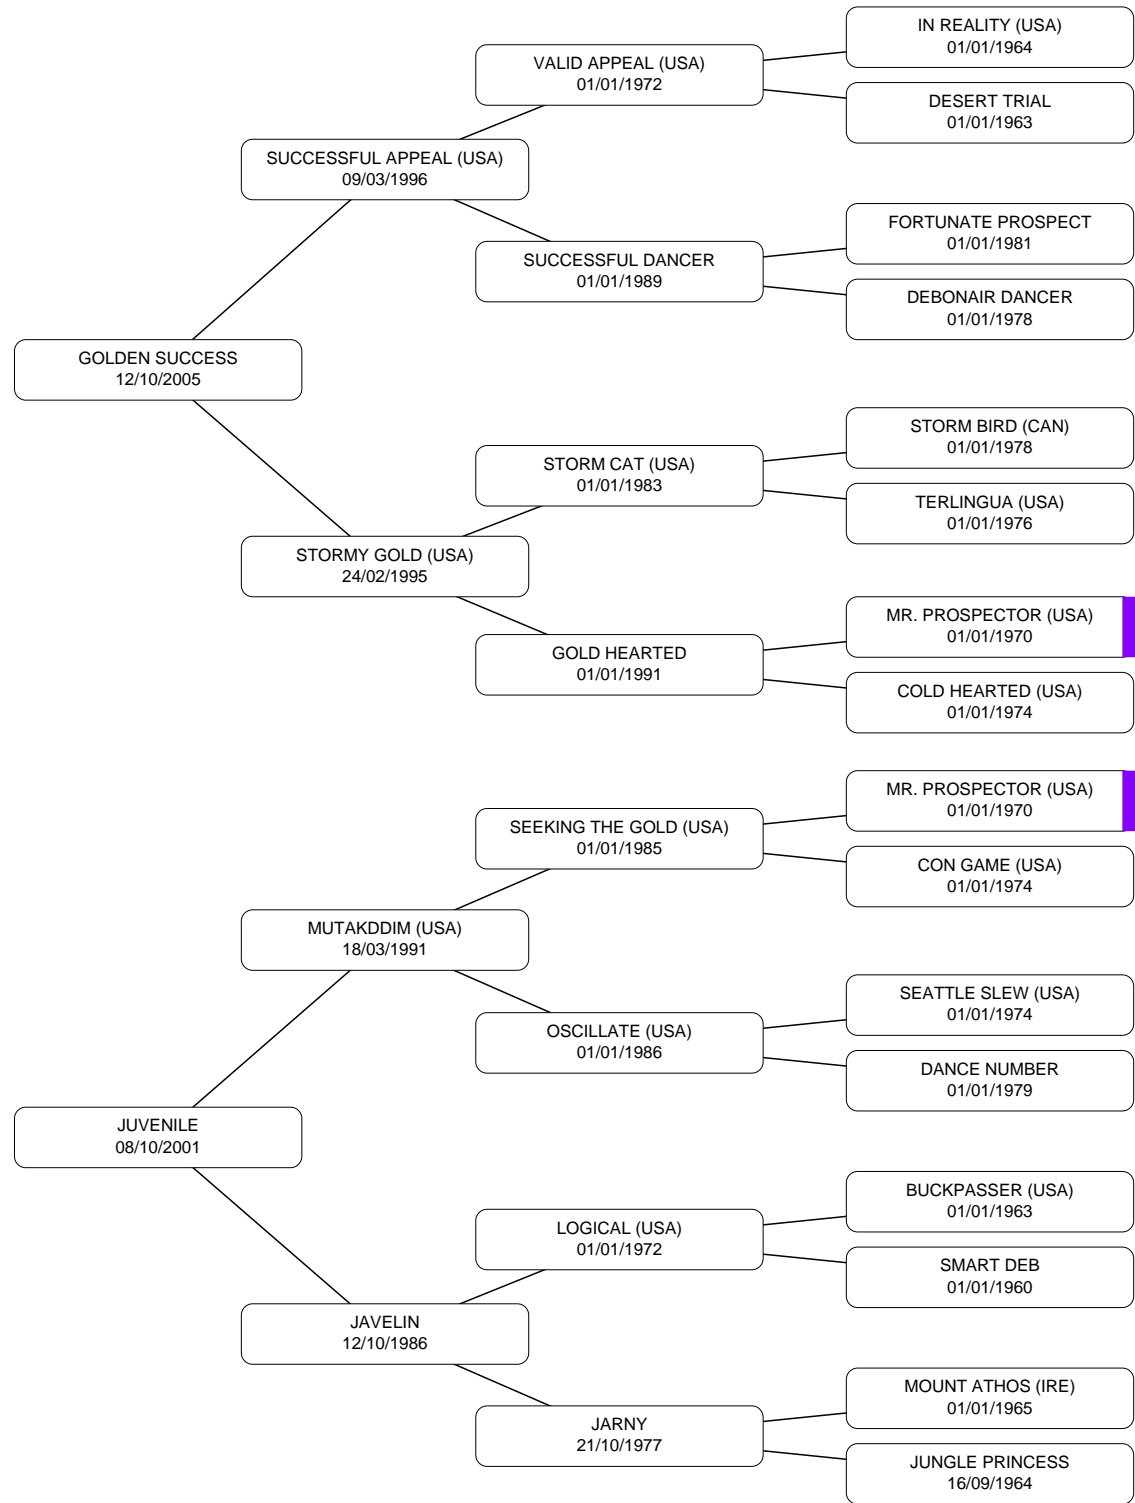 IN REALITY (USA)
01/01/1964
VALID APPEAL (USA)
01/01/1972
DESERT TRIAL
01/01/1963
SUCCESSFUL APPEAL (USA)
09/03/1996
FORTUNATE PROSPECT
01/01/1981
SUCCESSFUL DANCER
01/01/1989
DEBONAIR DANCER
01/01/1978
GOLDEN SUCCESS
12/10/2005
STORM BIRD (CAN)
01/01/1978
STORM CAT (USA)
01/01/1983
TERLINGUA (USA)
01/01/1976
STORMY GOLD (USA)
24/02/1995
MR. PROSPECTOR (USA)
01/01/1970
GOLD HEARTED
01/01/1991
COLD HEARTED (USA)
01/01/1974
MR. PROSPECTOR (USA)
01/01/1970
SEEKING THE GOLD (USA)
01/01/1985
CON GAME (USA)
01/01/1974
MUTAKDDIM (USA)
18/03/1991
SEATTLE SLEW (USA)
01/01/1974
OSCILLATE (USA)
01/01/1986
DANCE NUMBER
01/01/1979
JUVENILE
08/10/2001
BUCKPASSER (USA)
01/01/1963
LOGICAL (USA)
01/01/1972
SMART DEB
01/01/1960
JAVELIN
12/10/1986
MOUNT ATHOS (IRE)
01/01/1965
JARNY
21/10/1977
JUNGLE PRINCESS
16/09/1964